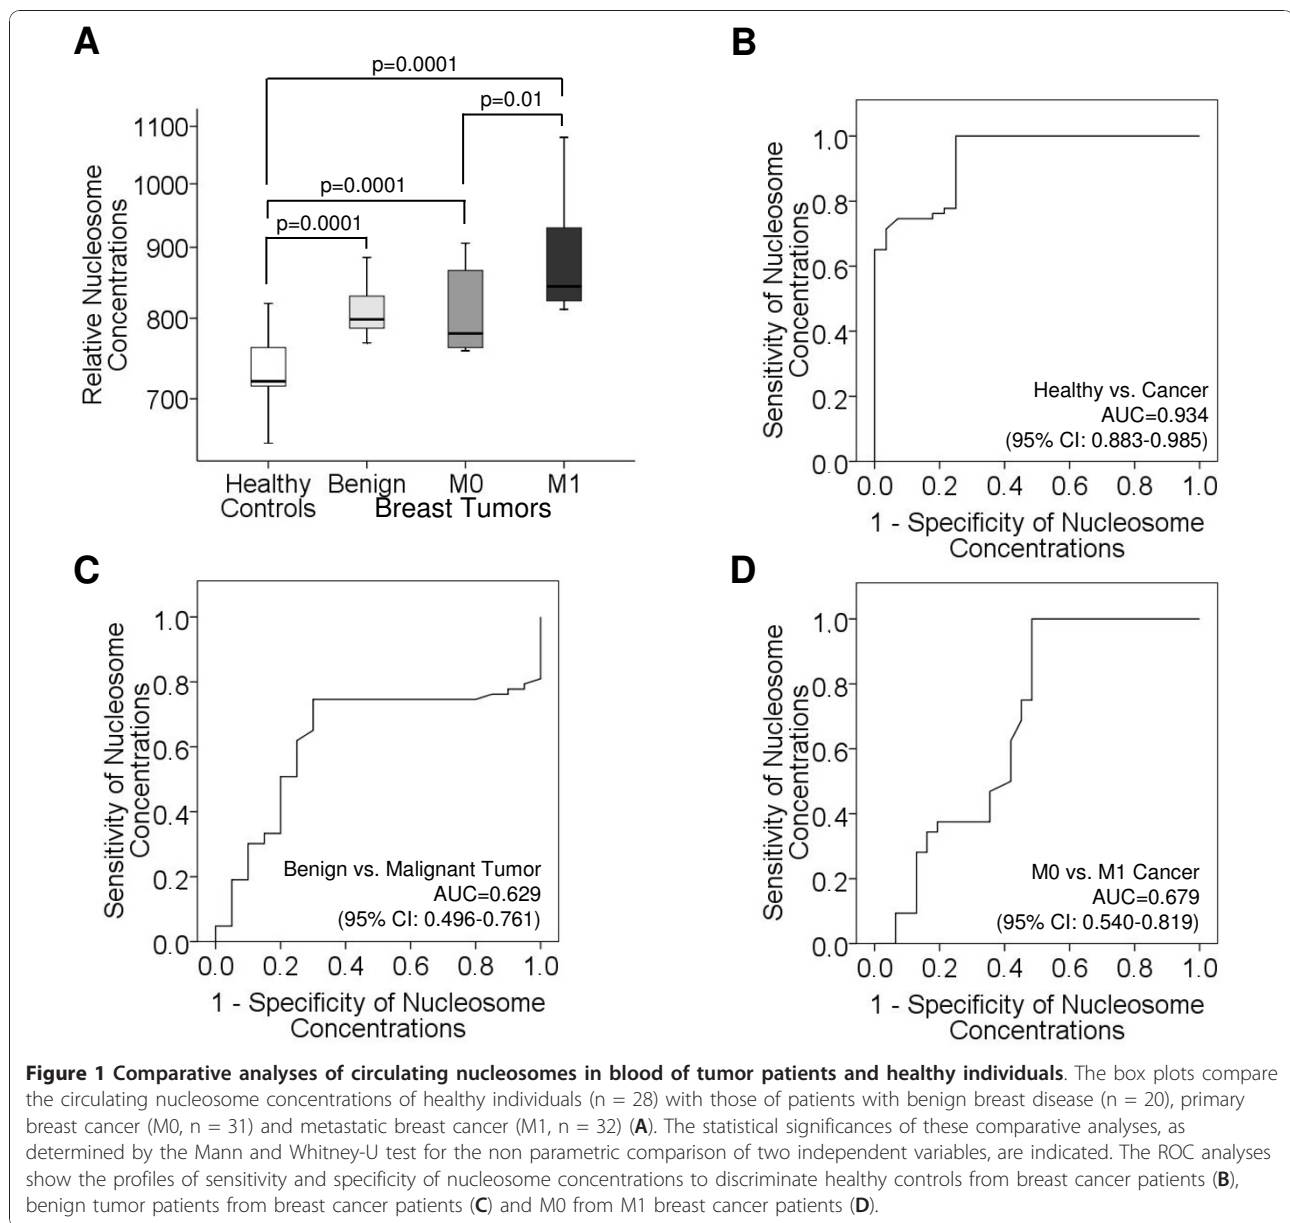 A
p=0.0001
p=0.01
p=0.0001
p=0.0001
1100
1000
900
800
700
Relative Nucleosome
Concentrations
Healthy
Controls
Benign
M0
M1
Breast Tumors
B
1.0
0.8
0.6
0.4
0.2
0.0
Sensitivity of Nucleosome
Concentrations
Healthy vs. Cancer
AUC=0.934
(95% CI: 0.883-0.985)
0.0 0.2 0.4 0.6 0.8 1.0
1 - Specificity of Nucleosome
Concentrations
C
1.0
0.8
0.6
0.4
0.2
0.0
Sensitivity of Nucleosome
Concentrations
Benign vs. Malignant Tumor
AUC=0.629
(95% CI: 0.496-0.761)
0.0 0.2 0.4 0.6 0.8 1.0
1 - Specificity of Nucleosome
Concentrations
D
1.0
0.8
0.6
0.4
0.2
0.0
Sensitivity of Nucleosome
Concentrations
M0 vs. M1 Cancer
AUC=0.679
(95% CI: 0.540-0.819)
0.0 0.2 0.4 0.6 0.8 1.0
1 - Specificity of Nucleosome
Concentrations
Figure 1 Comparative analyses of circulating nucleosomes in blood of tumor patients and healthy individuals. The box plots compare
the circulating nucleosome concentrations of healthy individuals (n = 28) with those of patients with benign breast disease (n = 20), primary
breast cancer (M0, n = 31) and metastatic breast cancer (M1, n = 32) (A). The statistical significances of these comparative analyses, as
determined by the Mann and Whitney-U test for the non parametric comparison of two independent variables, are indicated. The ROC analyses
show the profiles of sensitivity and specificity of nucleosome concentrations to discriminate healthy controls from breast cancer patients (B),
benign tumor patients from breast cancer patients (C) and M0 from M1 breast cancer patients (D).